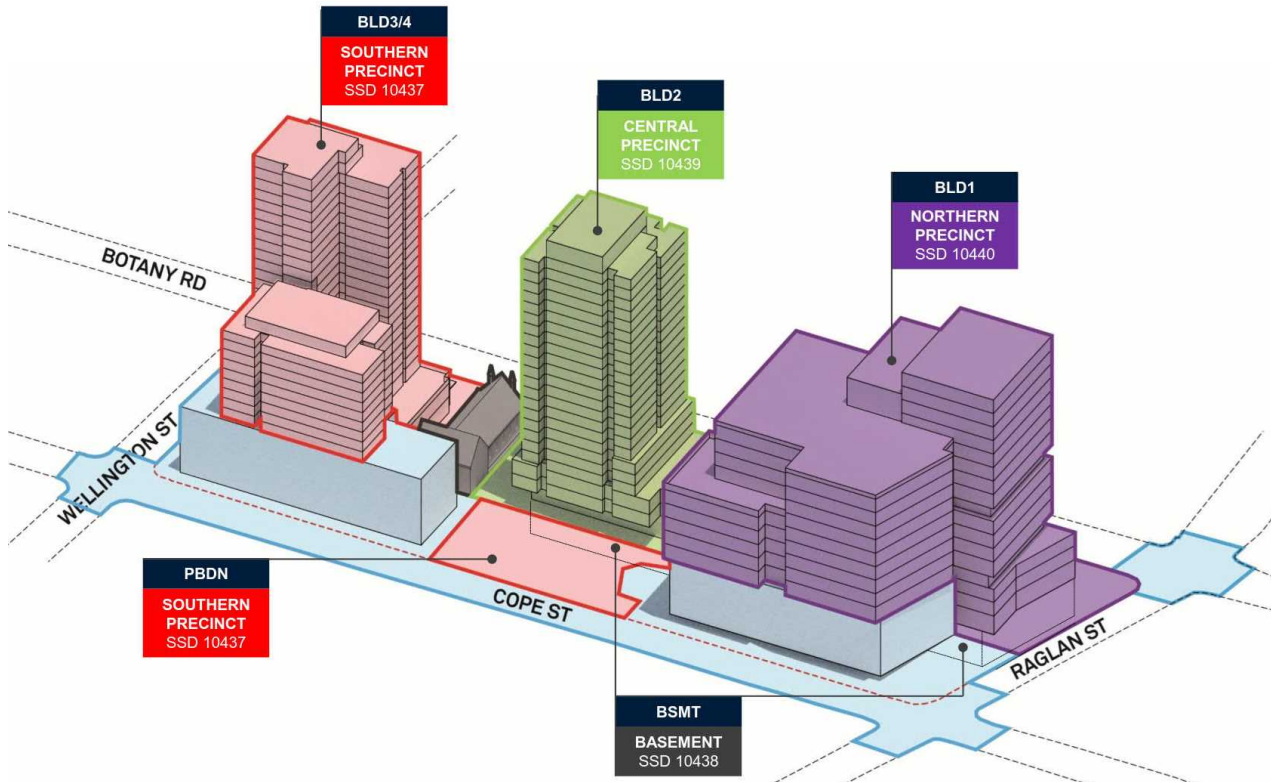 BLD3/4
SOUTHERN
PRECINCT
SSD 10437
BLD2
CENTRAL
PRECINCT
SSD 10439
BLD1
NORTHERN
PRECINCT
SSD 10440
BOTANY RD
WELLINGTON ST
PBDN
SOUTHERN
PRECINCT
SSD 10437
COPE ST
RAGLAN ST
BSMT
BASEMENT
SSD 10438